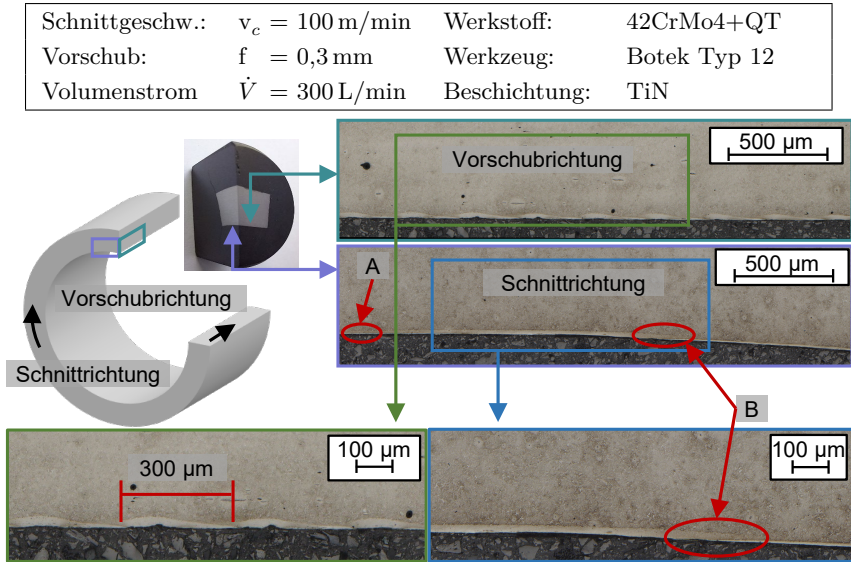 Schnittgeschw.: v_c = 100 m/min Werkstoff: 42CrMo4+QT
Vorschub: f = 0,3 mm Werkzeug: Botek Typ 12
Volumenstrom V̇ = 300 L/min Beschichtung: TiN
Vorschubrichtung
500 µm
A
Schnittrichtung
500 µm
Vorschubrichtung
Schnittrichtung
B
300 µm
100 µm
100 µm